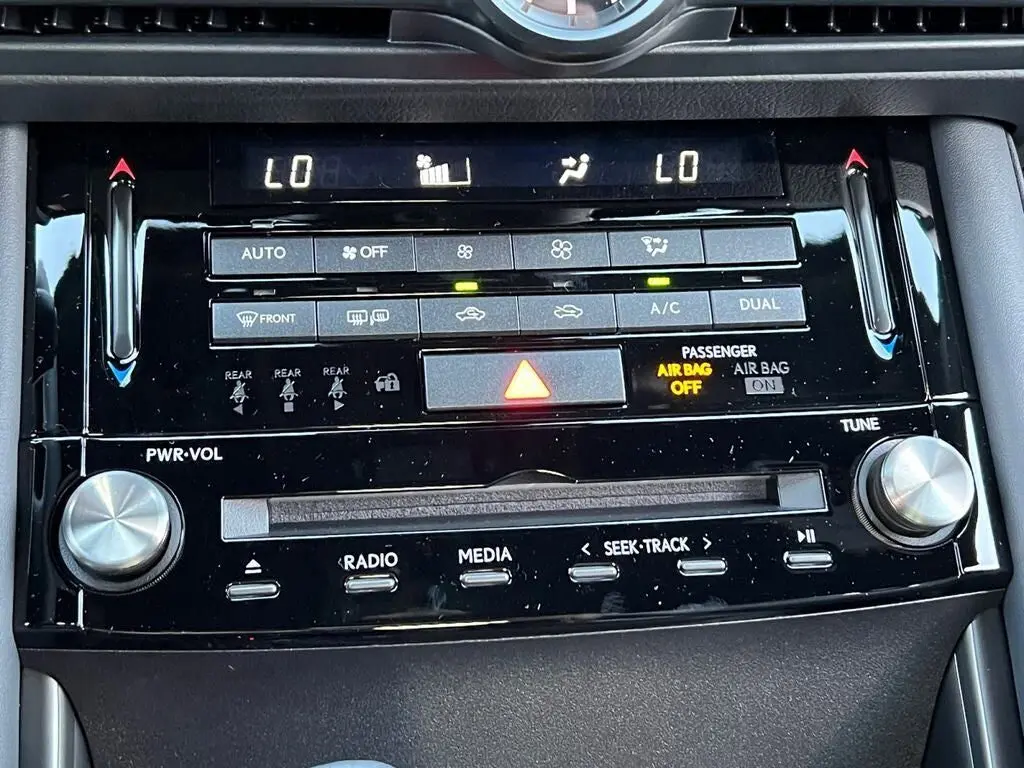 LO LO
AUTO OFF
FRONT A/C DUAL
PASSENGER
REAR REAR REAR AIR BAG OFF AIR BAG ON
PWR•VOL TUNE
RADIO MEDIA < SEEK•TRACK >